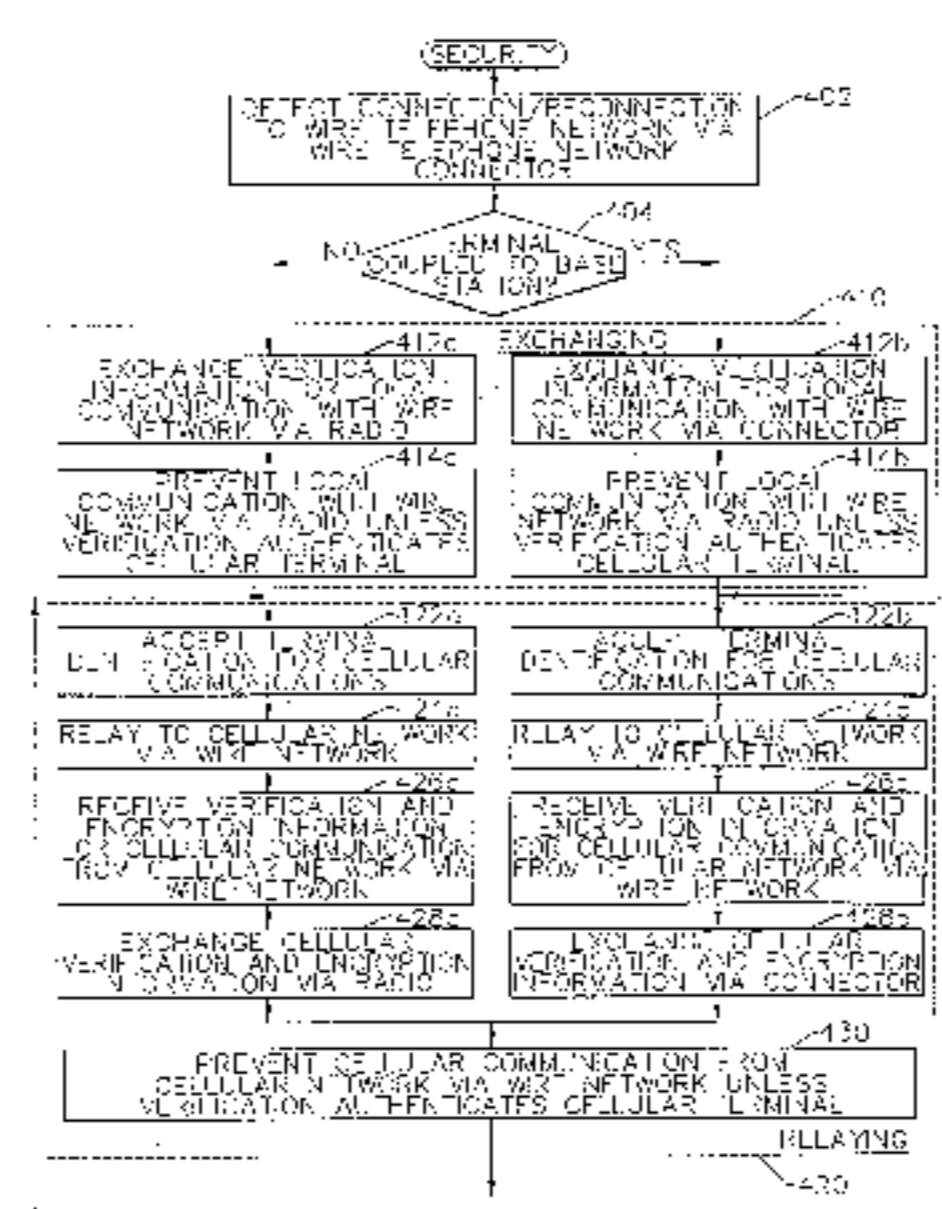 SECURITY
402
DETECT CONNECTION/RECONNECTION
TO WIRE TELEPHONE NETWORK VIA
WIRE TELEPHONE NETWORK
CONNECTOR
404
NO
TERMINAL
COUPLED TO BASE
STATION?
YES
410
EXCHANGING
412a
EXCHANGE VERIFICATION
INFORMATION FOR LOCAL
COMMUNICATION WITH WIRE
NETWORK VIA RADIO
412b
EXCHANGE VERIFICATION
INFORMATION FOR LOCAL
COMMUNICATION WITH WIRE
NETWORK VIA CONNECTOR
414a
PREVENT LOCAL
COMMUNICATION WITH WIRE
NETWORK VIA RADIO UNLESS
VERIFICATION AUTHENTICATES
CELLULAR TERMINAL
414b
PREVENT LOCAL
COMMUNICATION WITH WIRE
NETWORK VIA RADIO UNLESS
VERIFICATION AUTHENTICATES
CELLULAR TERMINAL
422a
ACCEPT TERMINAL
IDENTIFICATION FOR CELLULAR
COMMUNICATIONS
422b
ACCEPT TERMINAL
IDENTIFICATION FOR CELLULAR
COMMUNICATIONS
424a
RELAY TO CELLULAR NETWORK
VIA WIRE NETWORK
424b
RELAY TO CELLULAR NETWORK
VIA WIRE NETWORK
426a
RECEIVE VERIFICATION AND
ENCRYPTION INFORMATION
FOR CELLULAR COMMUNICATION
FROM CELLULAR NETWORK VIA
WIRE NETWORK
426b
RECEIVE VERIFICATION AND
ENCRYPTION INFORMATION
FOR CELLULAR COMMUNICATION
FROM CELLULAR NETWORK VIA
WIRE NETWORK
428a
EXCHANGE CELLULAR
VERIFICATION AND ENCRYPTION
INFORMATION VIA RADIO
428b
EXCHANGE CELLULAR
VERIFICATION AND ENCRYPTION
INFORMATION VIA CONNECTOR
430
PREVENT CELLULAR COMMUNICATION FROM
CELLULAR NETWORK VIA WIRE NETWORK UNLESS
VERIFICATION AUTHENTICATES CELLULAR TERMINAL
RELAYING